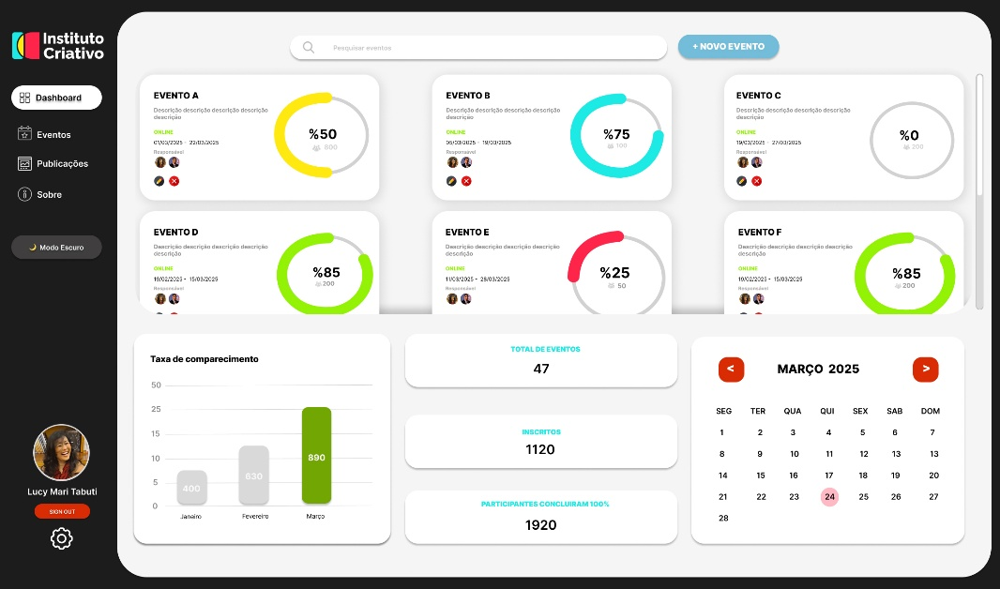 Instituto
Criativo
Dashboard
Eventos
Publicações
Sobre
Modo Escuro
Lucy Mari Tabuti
SIGN OUT
Pesquisar eventos
+ NOVO EVENTO
EVENTO A
Descrição descrição descrição descrição
descrição
ONLINE
01/03/2025 - 22/03/2025
Responsável
%50
800
EVENTO B
Descrição descrição descrição descrição
descrição
ONLINE
05/03/2025 - 19/03/2025
Responsável
%75
100
EVENTO C
Descrição descrição descrição descrição
descrição
ONLINE
19/03/2025 - 27/03/2025
Responsável
%0
200
EVENTO D
Descrição descrição descrição descrição
descrição
ONLINE
19/02/2025 - 15/03/2025
Responsável
%85
200
EVENTO E
Descrição descrição descrição descrição
descrição
ONLINE
11/03/2025 - 28/03/2025
Responsável
%25
50
EVENTO F
Descrição descrição descrição descrição
descrição
ONLINE
19/02/2025 - 15/03/2025
Responsável
%85
200
Taxa de comparecimento
50
25
15
10
5
0
400
630
890
Janeiro Fevereiro Março
TOTAL DE EVENTOS
47
INSCRITOS
1120
PARTICIPANTES CONCLUIRAM 100%
1920
< MARÇO 2025 >
SEG TER QUA QUI SEX SAB DOM
1 2 3 4 5 6 7
8 9 10 11 12 13 13
14 15 16 17 18 19 20
21 22 23 24 25 26 27
28